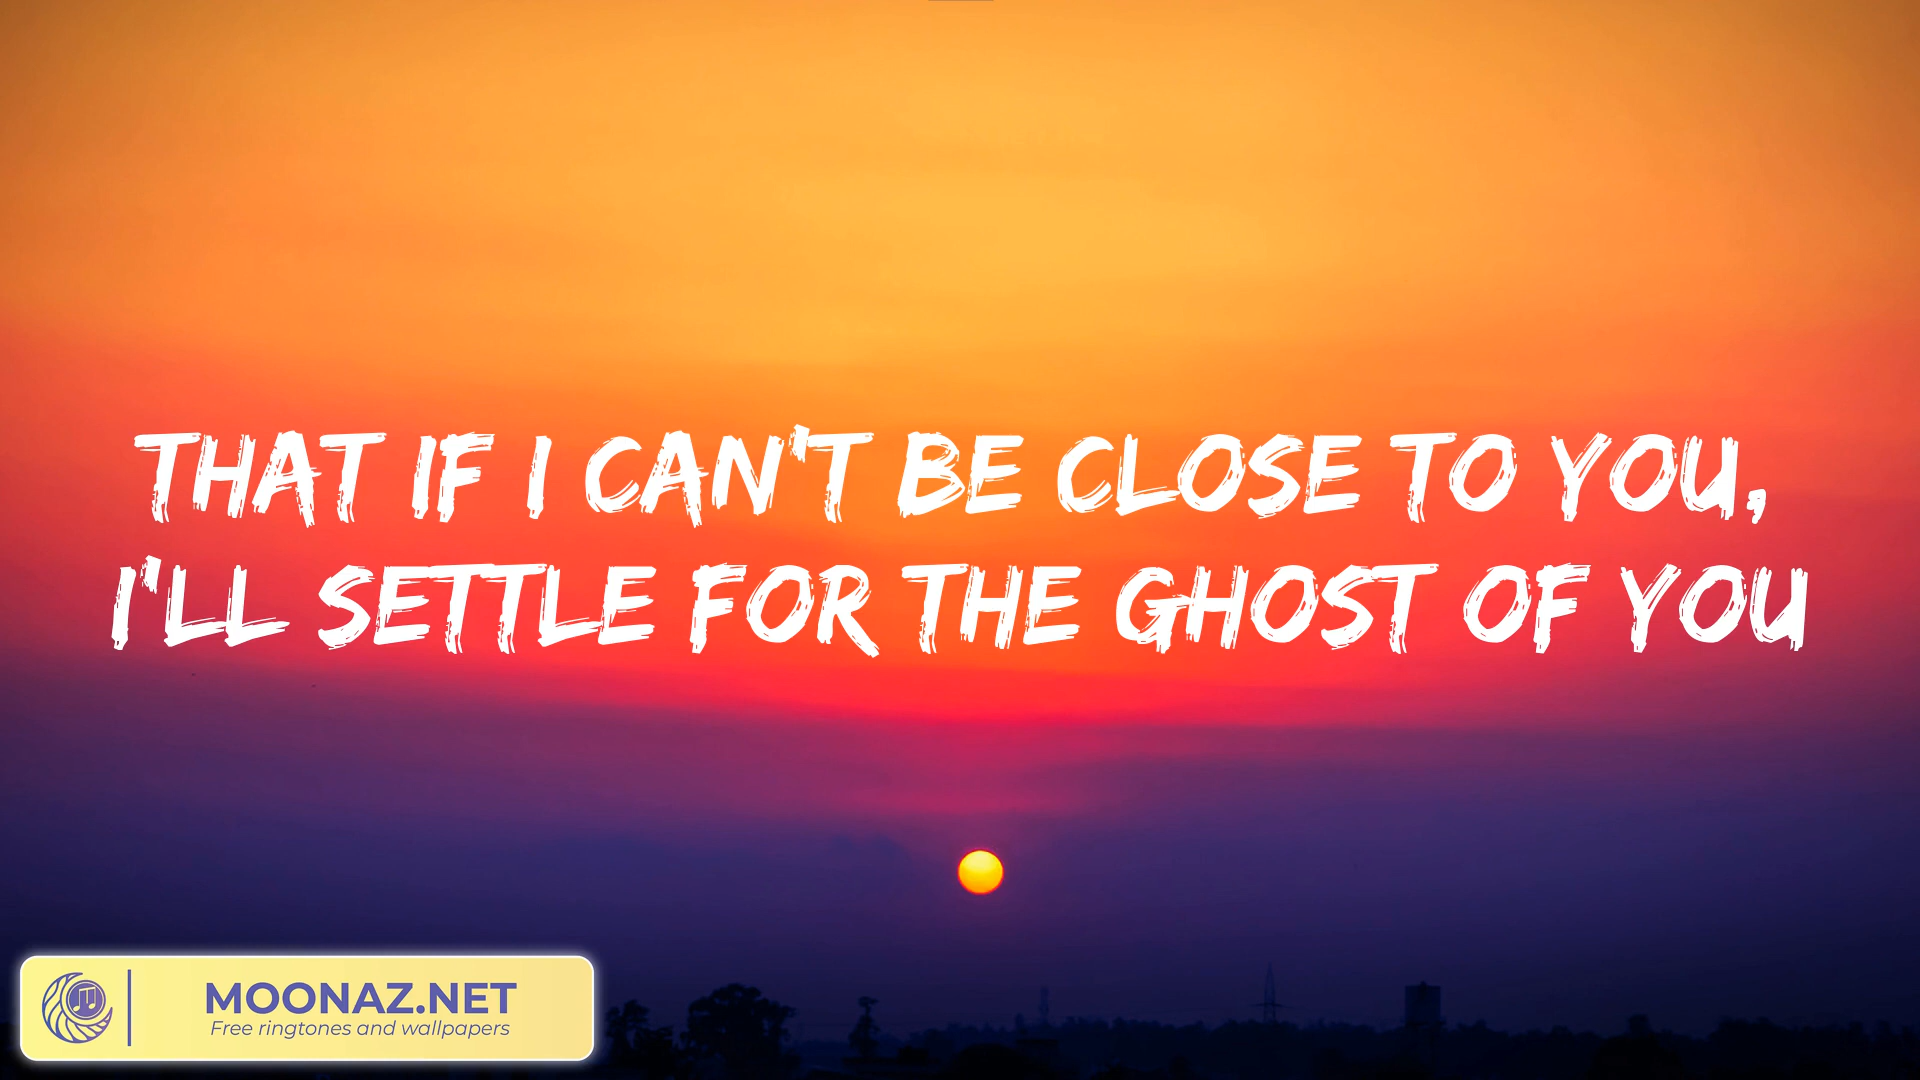 THAT IF I CAN'T BE CLOSE TO YOU,
I'LL SETTLE FOR THE GHOST OF YOU
MOONAZ.NET
Free ringtones and wallpapers